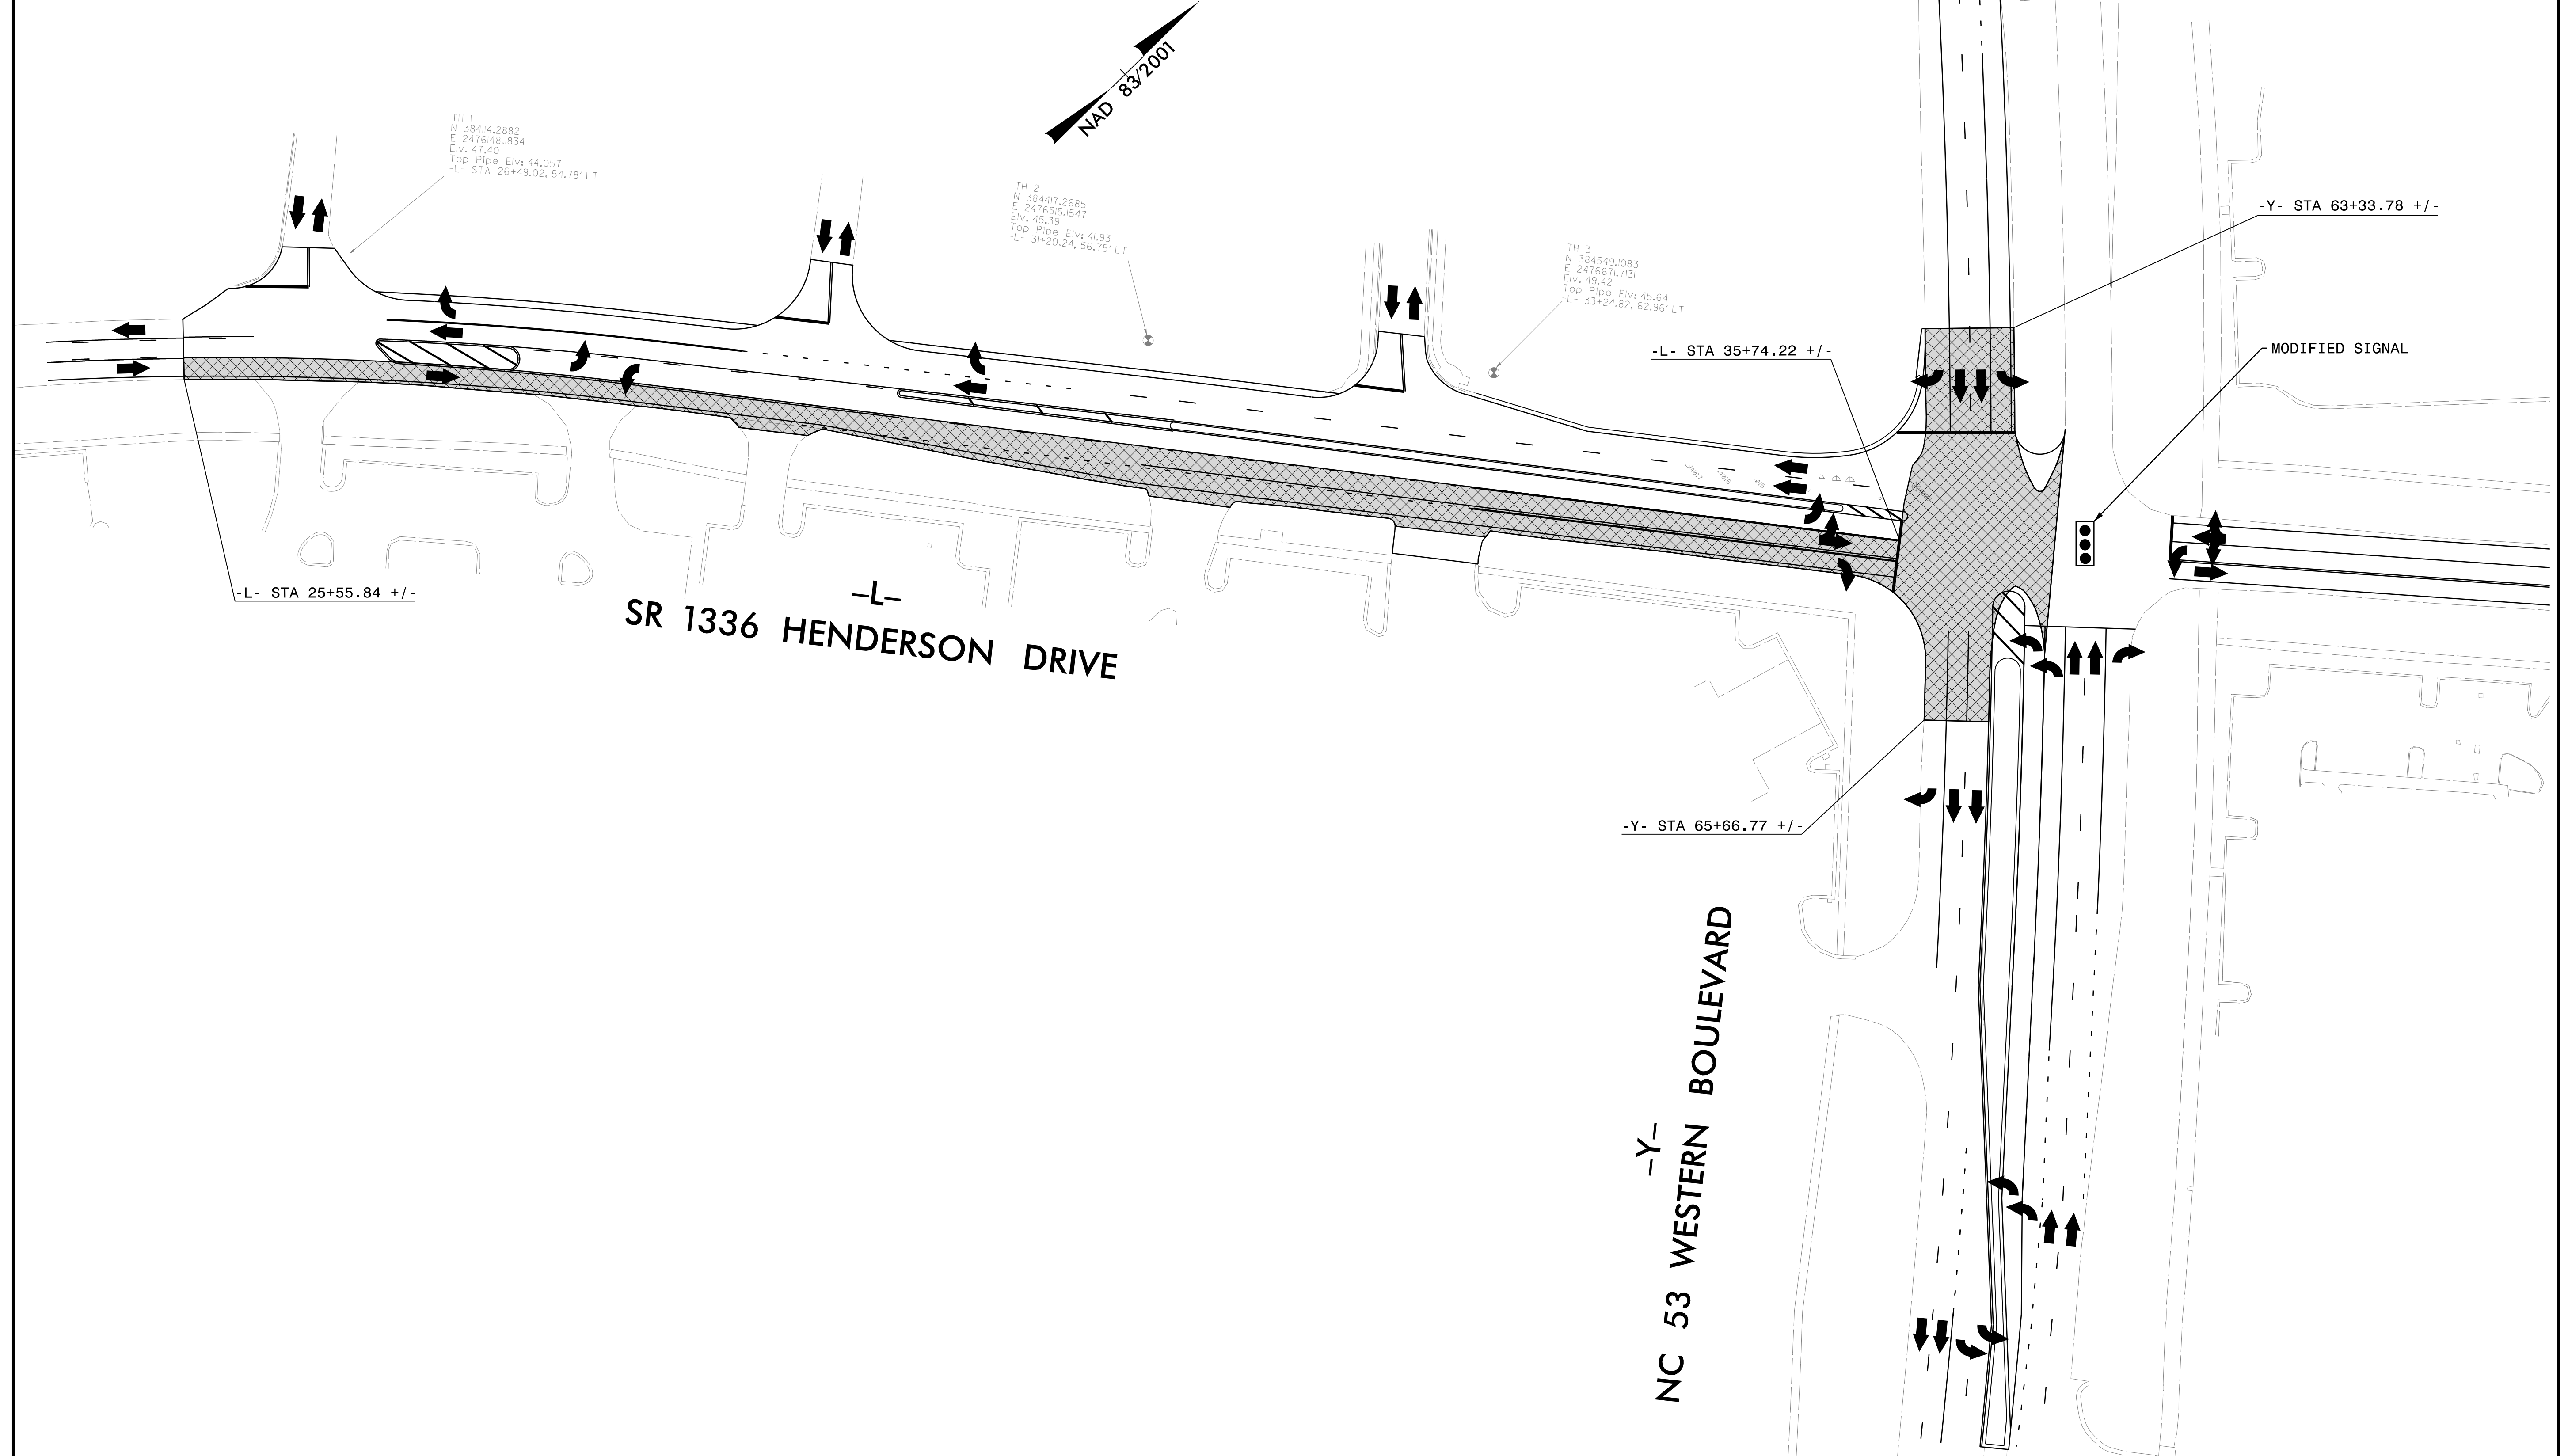 NAD 83/2001
TH 1
N 384114.2882
E 2476148.1834
Elv. 47.40
Top Pipe Elv: 44.057
-L- STA 26+49.02, 54.78' LT
TH 2
N 384417.2685
E 2476515.1547
Elv. 45.39
Top Pipe Elv: 41.93
-L- 31+20.24, 56.75' LT
TH 3
N 384549.1083
E 2476671.7131
Elv. 49.42
Top Pipe Elv: 45.64
-L- 33+24.82, 62.96' LT
-Y- STA 63+33.78 +/-
MODIFIED SIGNAL
-L- STA 35+74.22 +/-
-L- STA 25+55.84 +/-
-L-
SR 1336 HENDERSON DRIVE
-Y- STA 65+66.77 +/-
-Y-
NC 53 WESTERN BOULEVARD